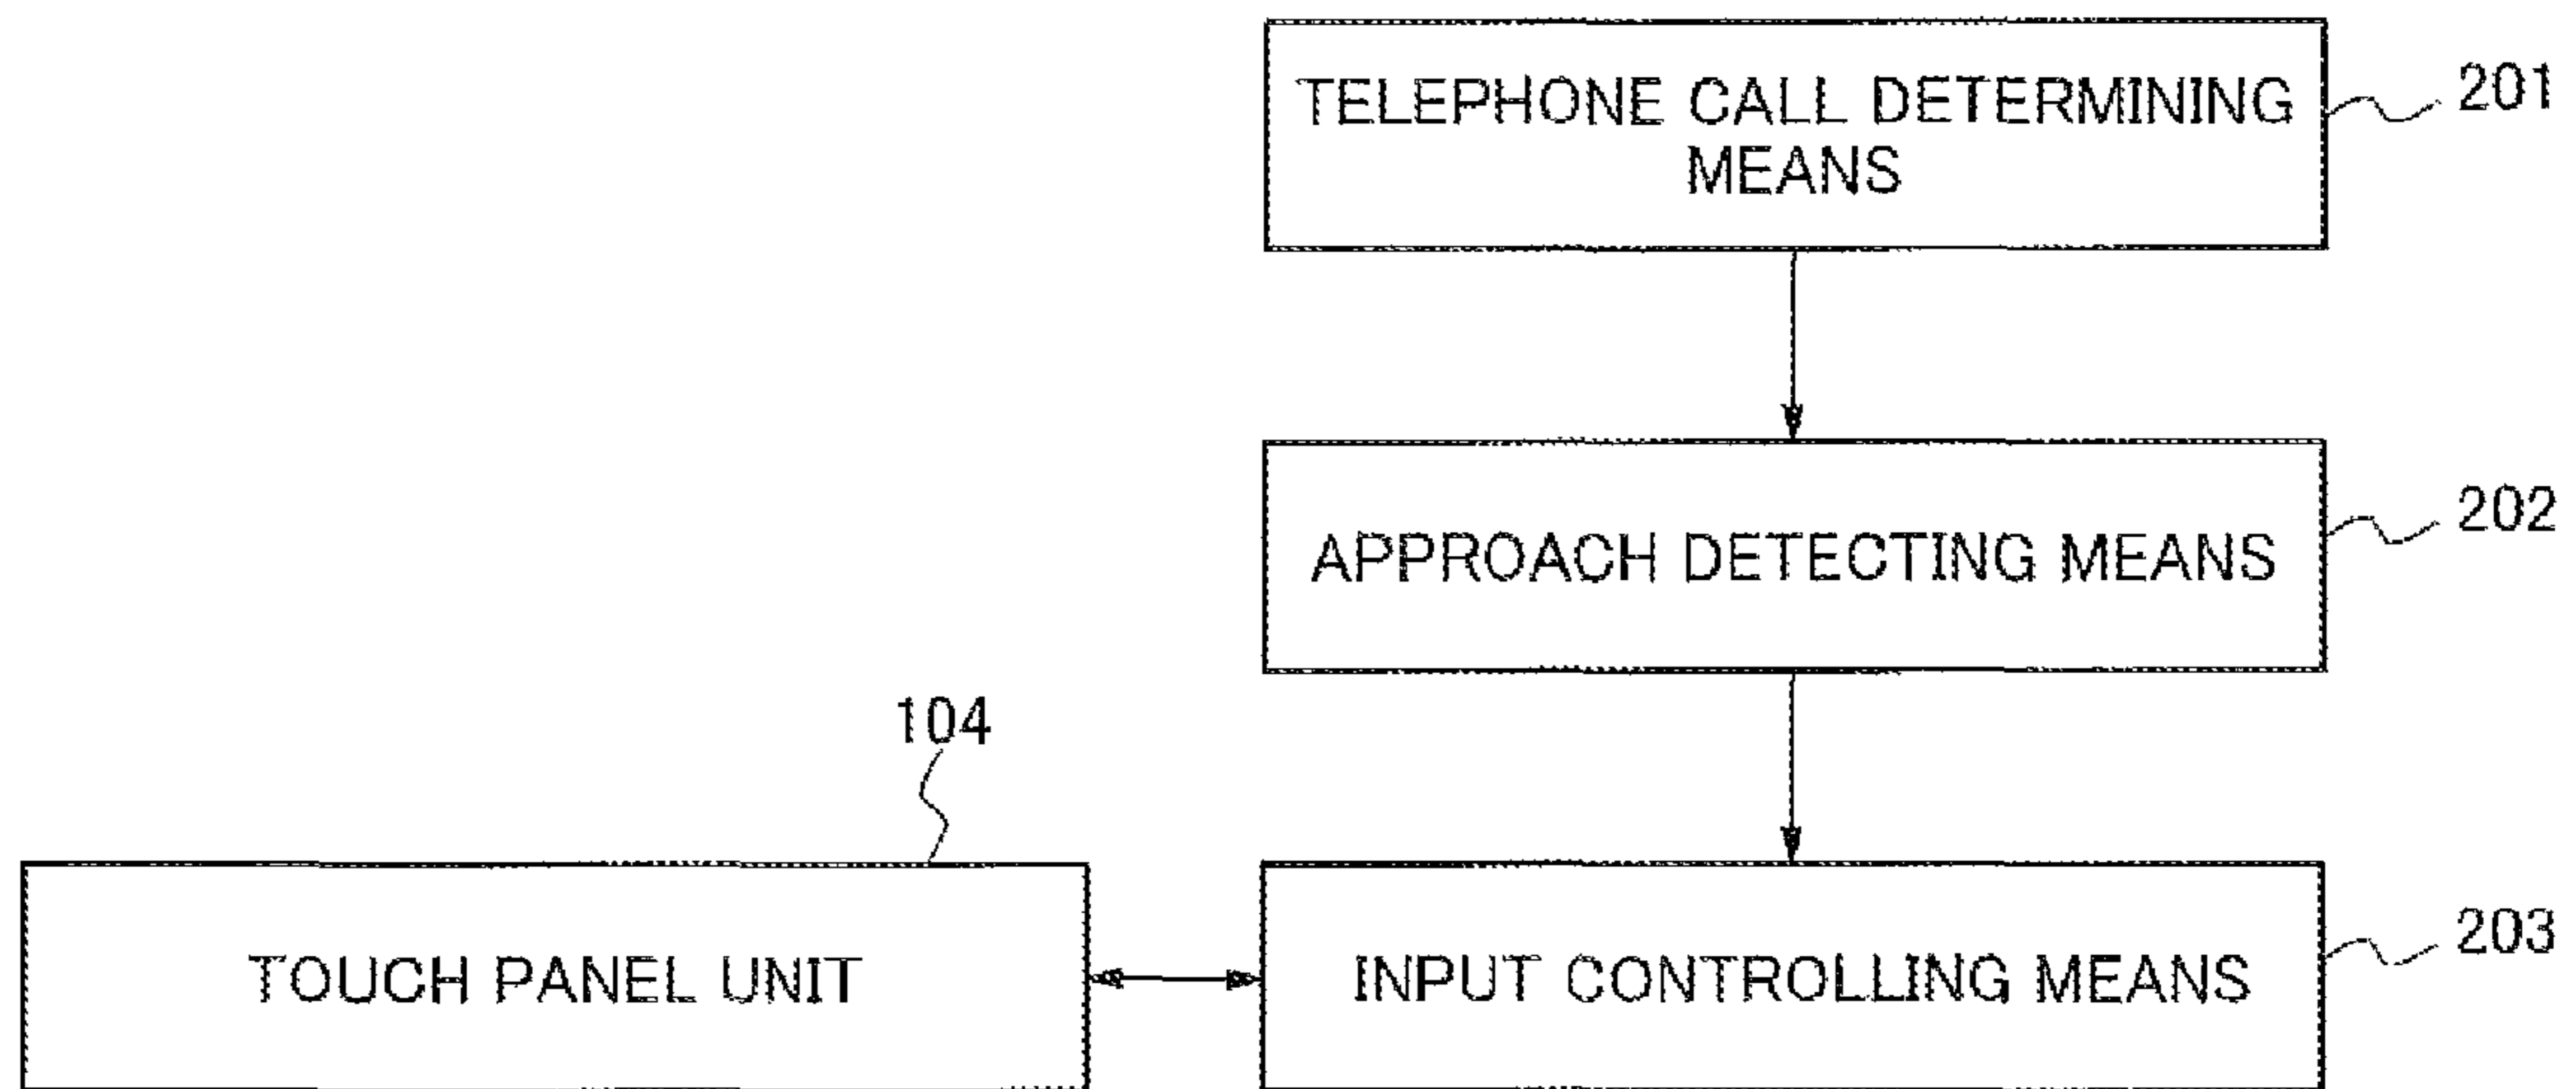 TELEPHONE CALL DETERMINING
MEANS
201
APPROACH DETECTING MEANS
202
104
TOUCH PANEL UNIT
INPUT CONTROLLING MEANS
203